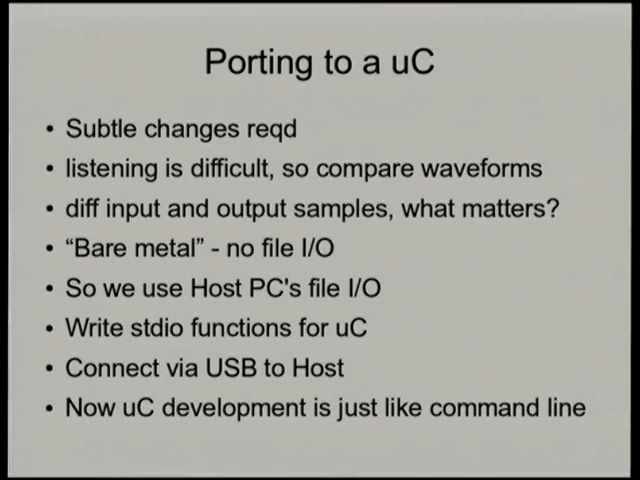 Porting to a uC
• Subtle changes reqd
• listening is difficult, so compare waveforms
• diff input and output samples, what matters?
• “Bare metal” - no file I/O
• So we use Host PC's file I/O
• Write stdio functions for uC
• Connect via USB to Host
• Now uC development is just like command line